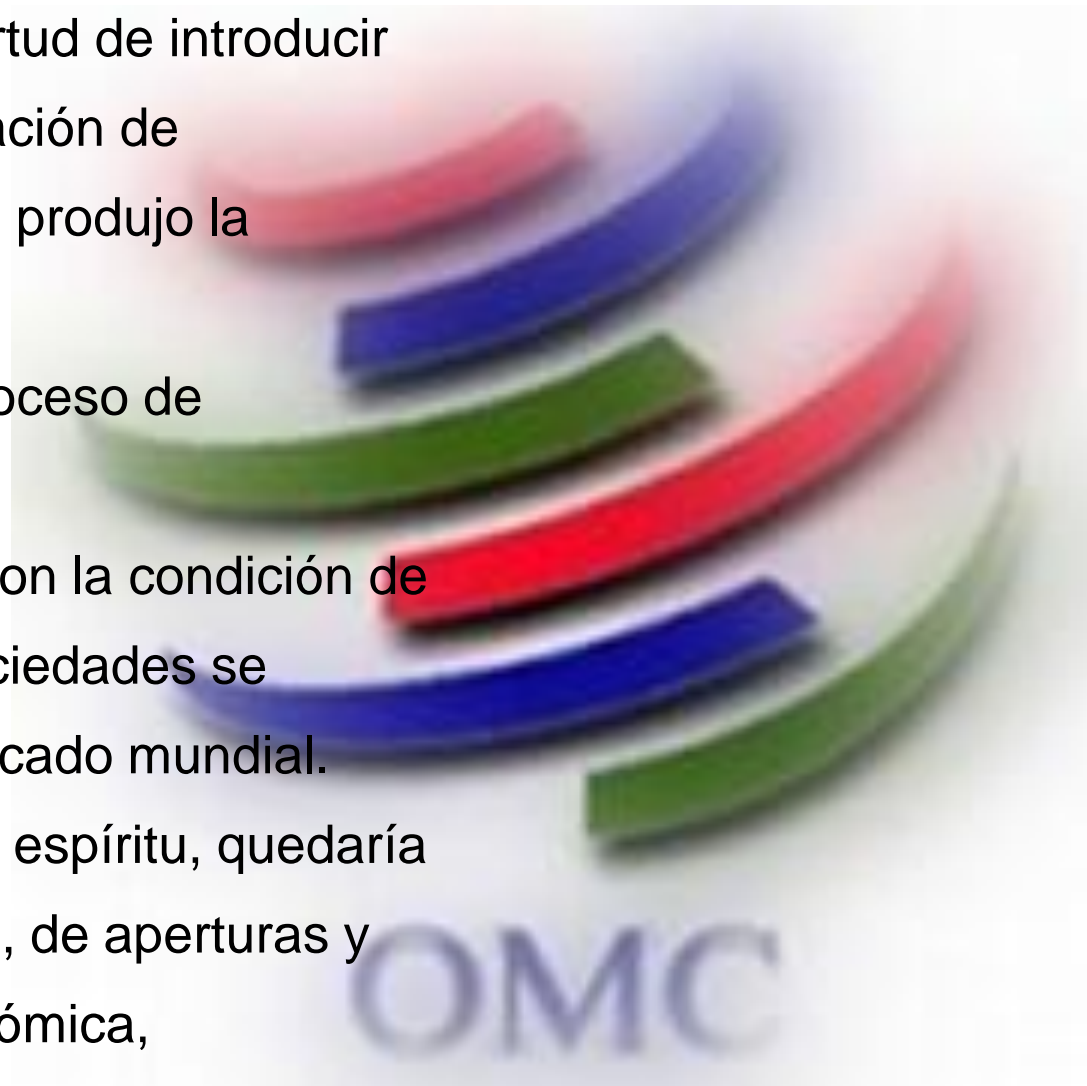 rtud de introducir
ación de
produjo la
oceso de
on la condición de
ciedades se
cado mundial.
espíritu, quedaría
, de aperturas y
ómica,
OMC